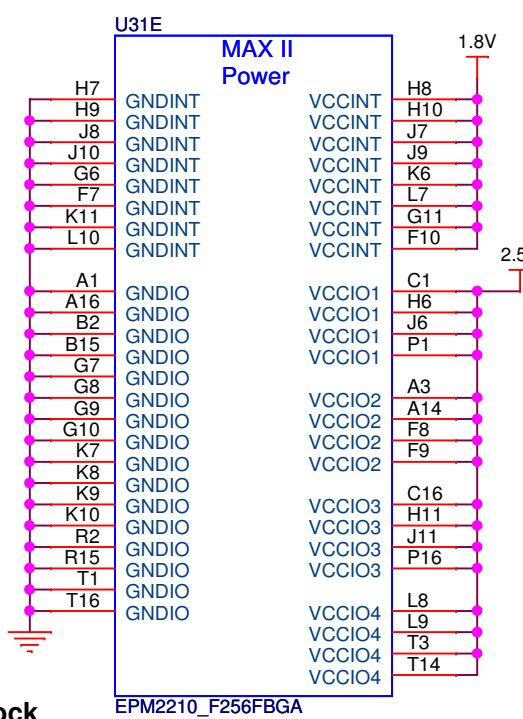 U31E
MAX II
Power
1.8V
H7 GNDINT VCCINT H8
H9 GNDINT VCCINT H10
J8 GNDINT VCCINT J7
J10 GNDINT VCCINT J9
G6 GNDINT VCCINT K6
F7 GNDINT VCCINT L7
K11 GNDINT VCCINT G11
L10 GNDINT VCCINT F10
2.5
A1 GNDIO VCCIO1 C1
A16 GNDIO VCCIO1 H6
B2 GNDIO VCCIO1 J6
B15 GNDIO VCCIO1 P1
G7 GNDIO
G8 GNDIO VCCIO2 A3
G9 GNDIO VCCIO2 A14
G10 GNDIO VCCIO2 F8
K7 GNDIO VCCIO2 F9
K8 GNDIO
K9 GNDIO VCCIO3 C16
K10 GNDIO VCCIO3 H11
R2 GNDIO VCCIO3 J11
R15 GNDIO VCCIO3 P16
T1 GNDIO
T16 GNDIO VCCIO4 L8
VCCIO4 L9
VCCIO4 T3
VCCIO4 T14
ock
EPM2210_F256FBGA